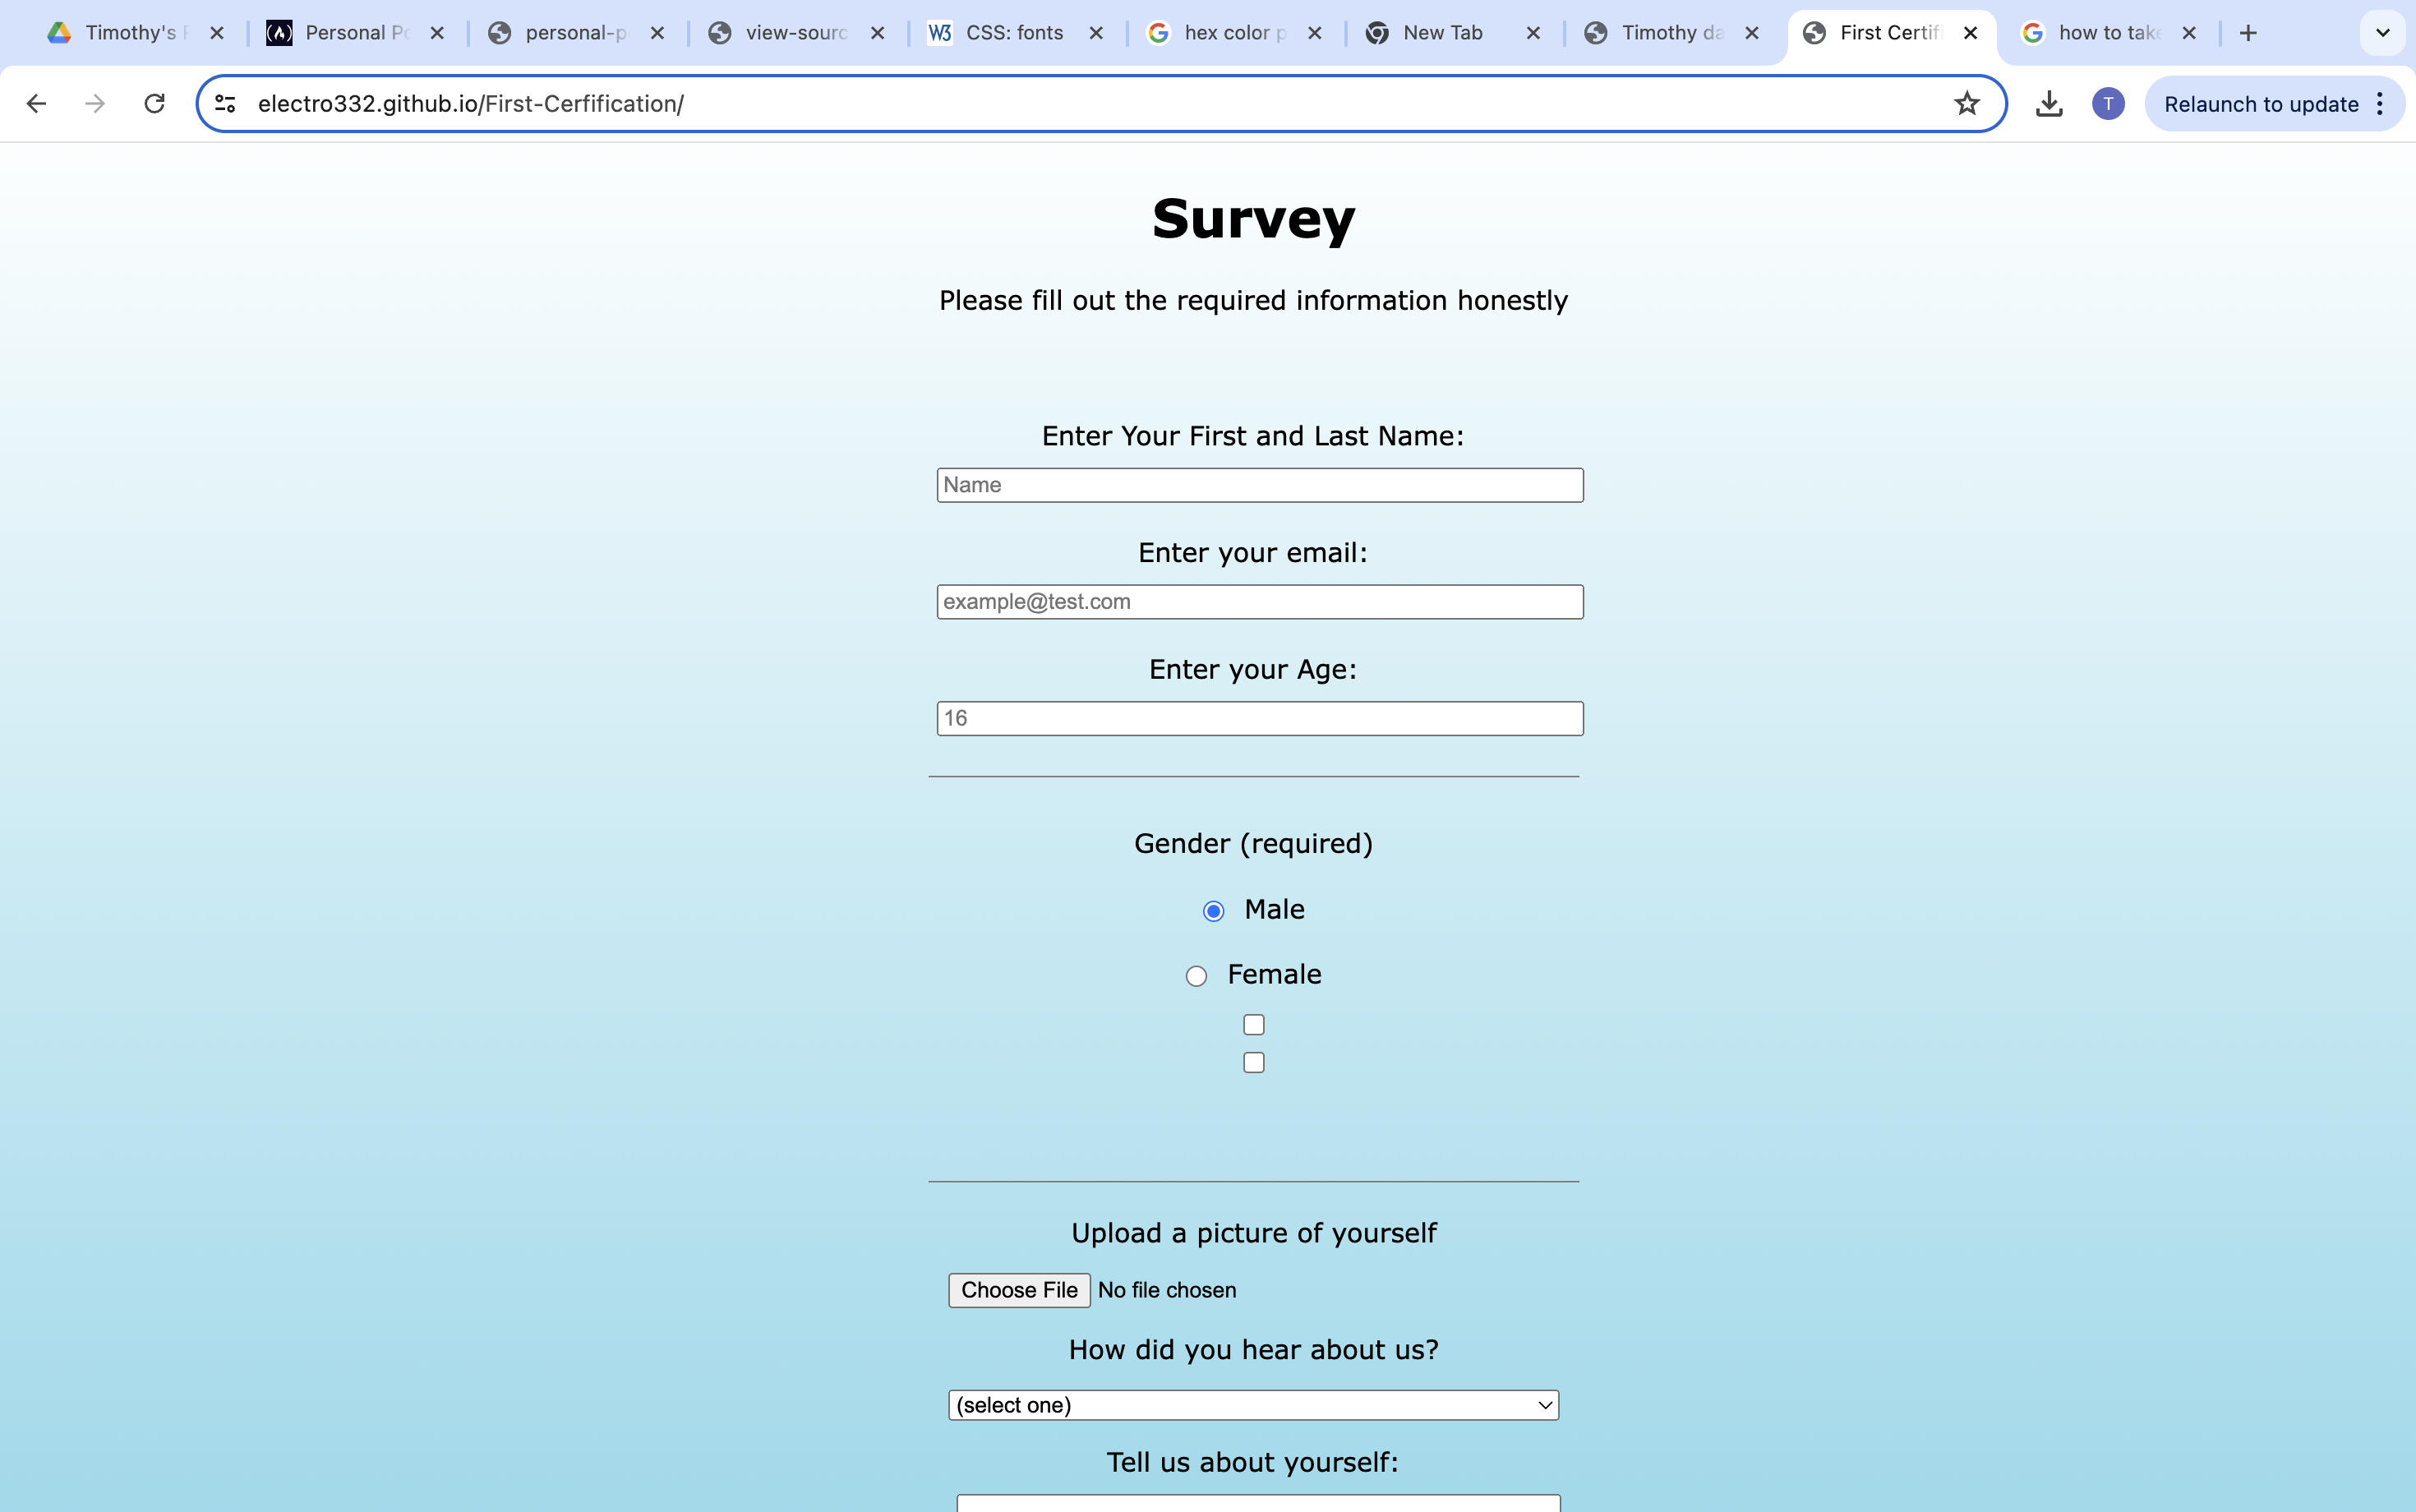 Timothy's
Personal
personal-p
view-sourc
CSS: fonts
hex color p
New Tab
Timothy da
First Certifi
how to take
electro332.github.io/First-Cerfification/
T
Relaunch to update
Survey
Please fill out the required information honestly
Enter Your First and Last Name:
Name
Enter your email:
example@test.com
Enter your Age:
16
Gender (required)
Male
Female
Upload a picture of yourself
Choose File No file chosen
How did you hear about us?
(select one)
Tell us about yourself: